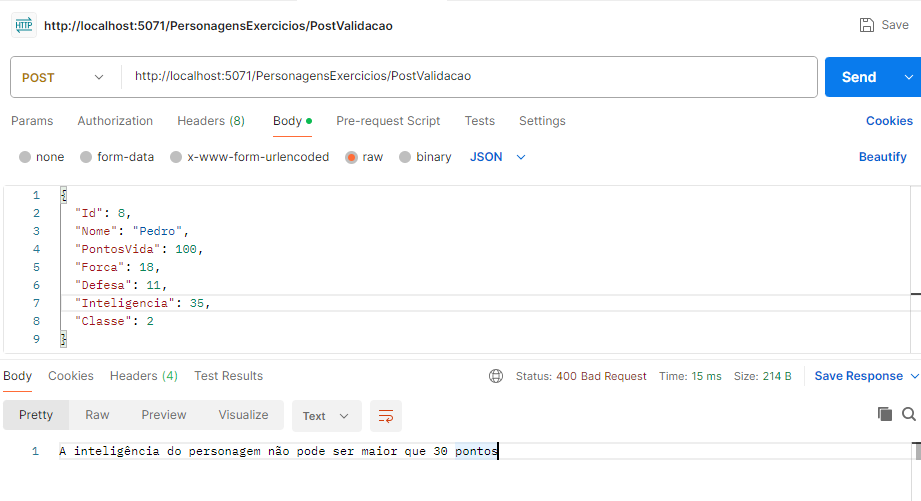 HTTP http://localhost:5071/PersonagensExercicios/PostValidacao Save
POST http://localhost:5071/PersonagensExercicios/PostValidacao Send
Params Authorization Headers (8) Body Pre-request Script Tests Settings Cookies
none form-data x-www-form-urlencoded raw binary JSON Beautify
1 {
2 "Id": 8,
3 "Nome": "Pedro",
4 "PontosVida": 100,
5 "Forca": 18,
6 "Defesa": 11,
7 "Inteligencia": 35,
8 "Classe": 2
9 }
Body Cookies Headers (4) Test Results Status: 400 Bad Request Time: 15 ms Size: 214 B Save Response
Pretty Raw Preview Visualize Text
1 A inteligência do personagem não pode ser maior que 30 pontos